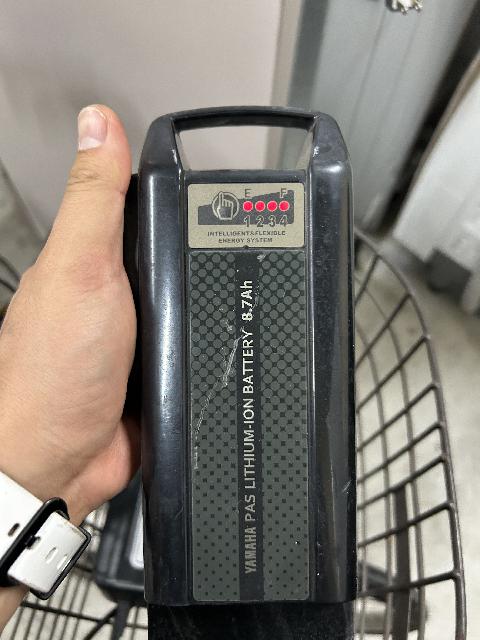 E F
1 2 3 4
INTELLIGENT&FLEXIBLE
ENERGY SYSTEM
YAMAHA PAS LITHIUM-ION BATTERY 8.7Ah